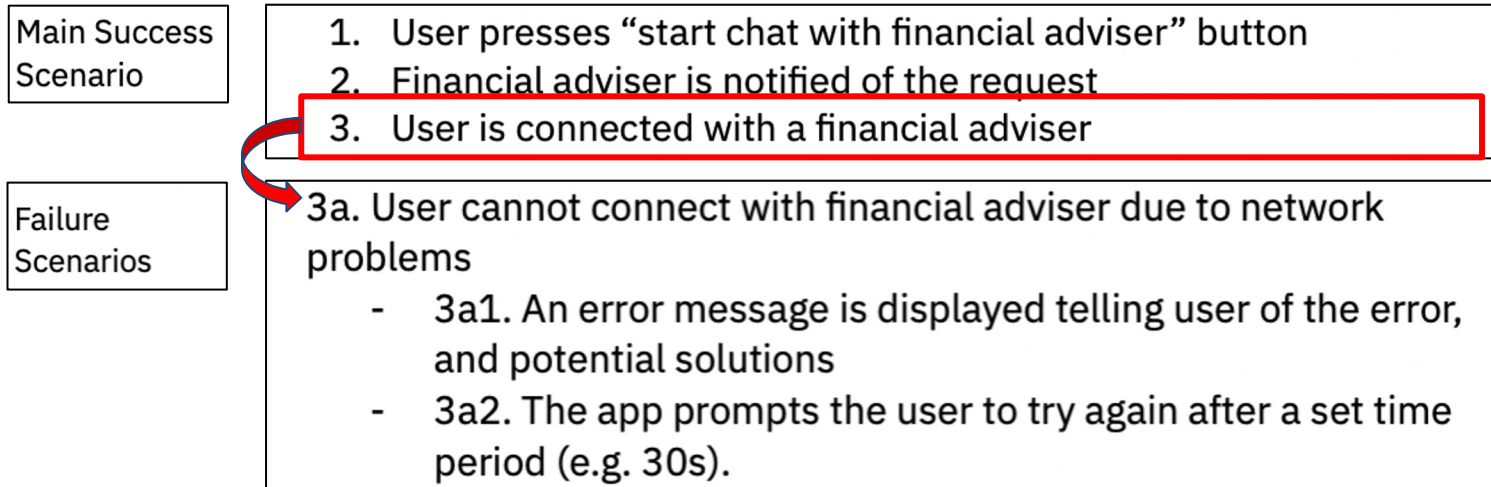 Main Success
Scenario
1. User presses “start chat with financial adviser” button
2. Financial adviser is notified of the request
3. User is connected with a financial adviser
Failure
Scenarios
3a. User cannot connect with financial adviser due to network
problems
- 3a1. An error message is displayed telling user of the error,
and potential solutions
- 3a2. The app prompts the user to try again after a set time
period (e.g. 30s).